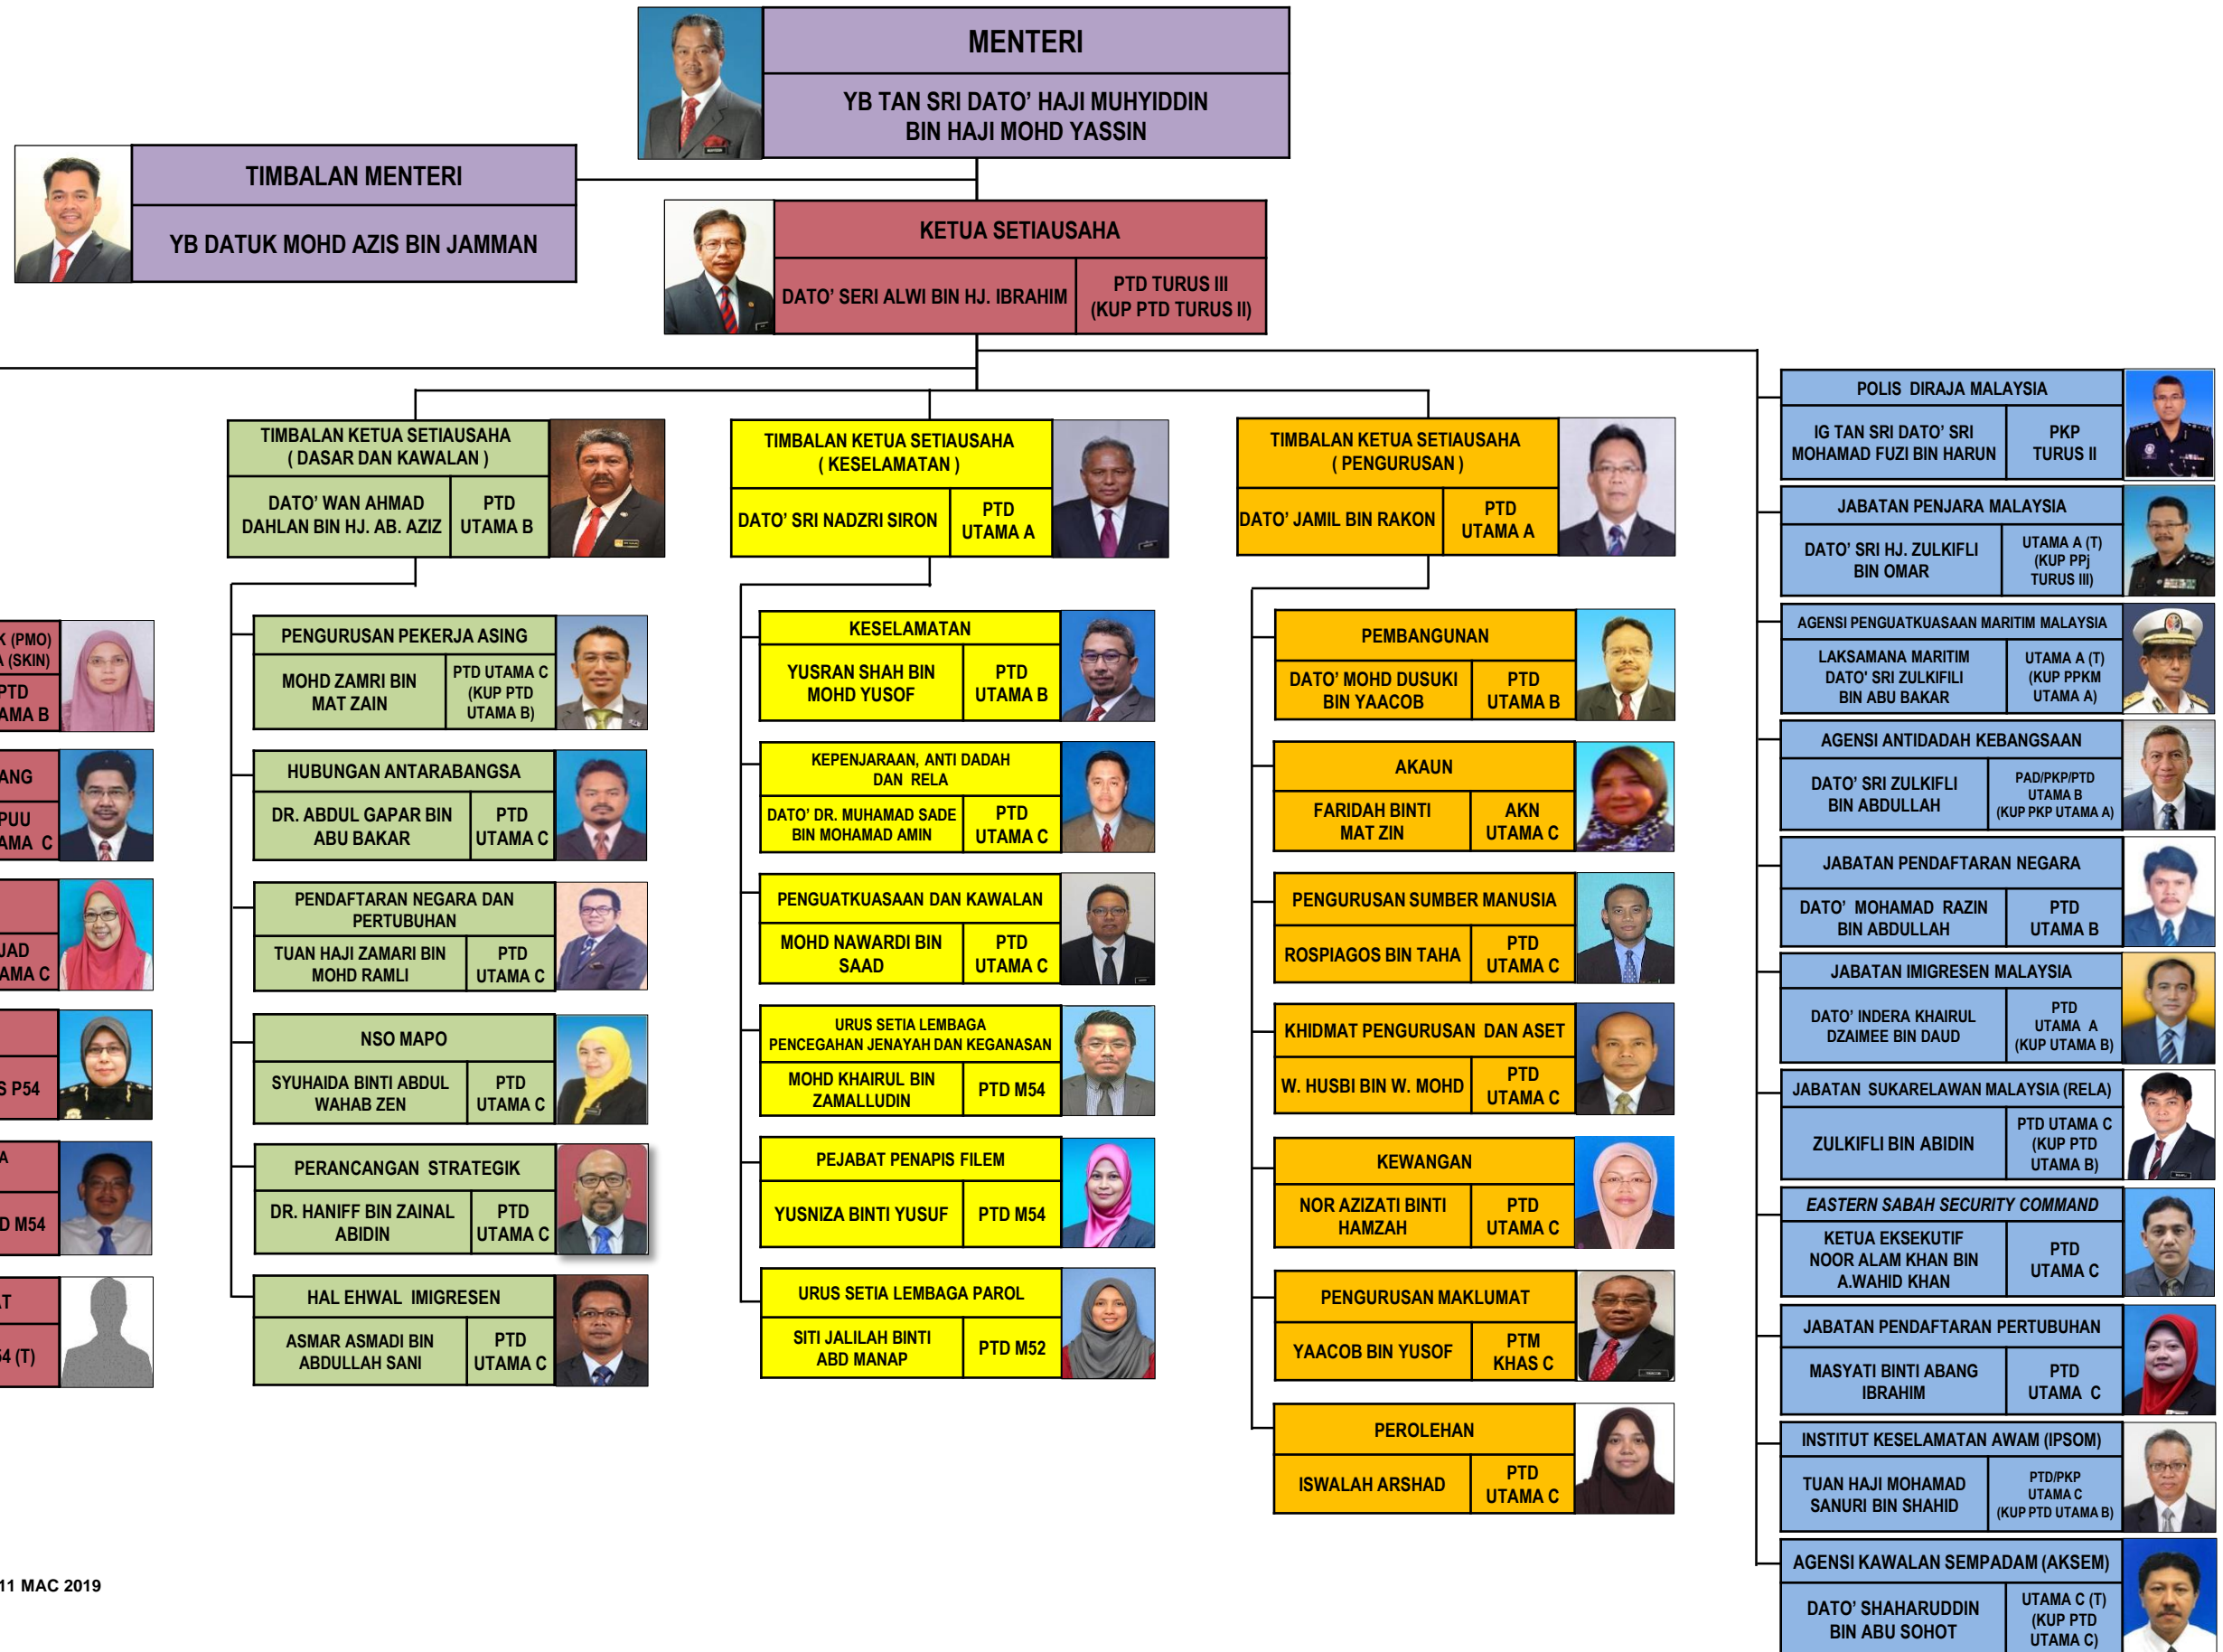 MENTERI
YB TAN SRI DATO' HAJI MUHYIDDIN
BIN HAJI MOHD YASSIN
TIMBALAN MENTERI
YB DATUK MOHD AZIS BIN JAMMAN
KETUA SETIAUSAHA
DATO' SERI ALWI BIN HJ. IBRAHIM
PTD TURUS III
(KUP PTD TURUS II)
K (PMO)
A (SKIN)
PTD
AMA B
ANG
PUU
AMA C
JAD
AMA C
S P54
A
D M54
AT
54 (T)
TIMBALAN KETUA SETIAUSAHA
( DASAR DAN KAWALAN )
DATO' WAN AHMAD
DAHLAN BIN HJ. AB. AZIZ
PTD
UTAMA B
PENGURUSAN PEKERJA ASING
MOHD ZAMRI BIN
MAT ZAIN
PTD UTAMA C
(KUP PTD
UTAMA B)
HUBUNGAN ANTARABANGSA
DR. ABDUL GAPAR BIN
ABU BAKAR
PTD
UTAMA C
PENDAFTARAN NEGARA DAN
PERTUBUHAN
TUAN HAJI ZAMARI BIN
MOHD RAMLI
PTD
UTAMA C
NSO MAPO
SYUHAIDA BINTI ABDUL
WAHAB ZEN
PTD
UTAMA C
PERANCANGAN STRATEGIK
DR. HANIFF BIN ZAINAL
ABIDIN
PTD
UTAMA C
HAL EHWAL IMIGRESEN
ASMAR ASMADI BIN
ABDULLAH SANI
PTD
UTAMA C
TIMBALAN KETUA SETIAUSAHA
( KESELAMATAN )
DATO' SRI NADZRI SIRON
PTD
UTAMA A
KESELAMATAN
YUSRAN SHAH BIN
MOHD YUSOF
PTD
UTAMA B
KEPENJARAAN, ANTI DADAH
DAN RELA
DATO' DR. MUHAMAD SADE
BIN MOHAMAD AMIN
PTD
UTAMA C
PENGUATKUASAAN DAN KAWALAN
MOHD NAWARDI BIN
SAAD
PTD
UTAMA C
URUS SETIA LEMBAGA
PENCEGAHAN JENAYAH DAN KEGANASAN
MOHD KHAIRUL BIN
ZAMALLUDIN
PTD M54
PEJABAT PENAPIS FILEM
YUSNIZA BINTI YUSUF
PTD M54
URUS SETIA LEMBAGA PAROL
SITI JALILAH BINTI
ABD MANAP
PTD M52
TIMBALAN KETUA SETIAUSAHA
( PENGURUSAN )
DATO' JAMIL BIN RAKON
PTD
UTAMA A
PEMBANGUNAN
DATO' MOHD DUSUKI
BIN YAACOB
PTD
UTAMA B
AKAUN
FARIDAH BINTI
MAT ZIN
AKN
UTAMA C
PENGURUSAN SUMBER MANUSIA
ROSPIAGOS BIN TAHA
PTD
UTAMA C
KHIDMAT PENGURUSAN DAN ASET
W. HUSBI BIN W. MOHD
PTD
UTAMA C
KEWANGAN
NOR AZIZATI BINTI
HAMZAH
PTD
UTAMA C
PENGURUSAN MAKLUMAT
YAACOB BIN YUSOF
PTM
KHAS C
PEROLEHAN
ISWALAH ARSHAD
PTD
UTAMA C
POLIS DIRAJA MALAYSIA
IG TAN SRI DATO' SRI
MOHAMAD FUZI BIN HARUN
PKP
TURUS II
JABATAN PENJARA MALAYSIA
DATO' SRI HJ. ZULKIFLI
BIN OMAR
UTAMA A (T)
(KUP PPj
TURUS III)
AGENSI PENGUATKUASAAN MARITIM MALAYSIA
LAKSAMANA MARITIM
DATO' SRI ZULKIFILI
BIN ABU BAKAR
UTAMA A (T)
(KUP PPKM
UTAMA A)
AGENSI ANTIDADAH KEBANGSAAN
DATO' SRI ZULKIFLI
BIN ABDULLAH
PAD/PKP/PTD
UTAMA B
(KUP PKP UTAMA A)
JABATAN PENDAFTARAN NEGARA
DATO' MOHAMAD RAZIN
BIN ABDULLAH
PTD
UTAMA B
JABATAN IMIGRESEN MALAYSIA
DATO' INDERA KHAIRUL
DZAIMEE BIN DAUD
PTD
UTAMA A
(KUP UTAMA B)
JABATAN SUKARELAWAN MALAYSIA (RELA)
ZULKIFLI BIN ABIDIN
PTD UTAMA C
(KUP PTD
UTAMA B)
EASTERN SABAH SECURITY COMMAND
KETUA EKSEKUTIF
NOOR ALAM KHAN BIN
A.WAHID KHAN
PTD
UTAMA C
JABATAN PENDAFTARAN PERTUBUHAN
MASYATI BINTI ABANG
IBRAHIM
PTD
UTAMA C
INSTITUT KESELAMATAN AWAM (IPSOM)
TUAN HAJI MOHAMAD
SANURI BIN SHAHID
PTD/PKP
UTAMA C
(KUP PTD UTAMA B)
AGENSI KAWALAN SEMPADAM (AKSEM)
DATO' SHAHARUDDIN
BIN ABU SOHOT
UTAMA C (T)
(KUP PTD
UTAMA C)
11 MAC 2019